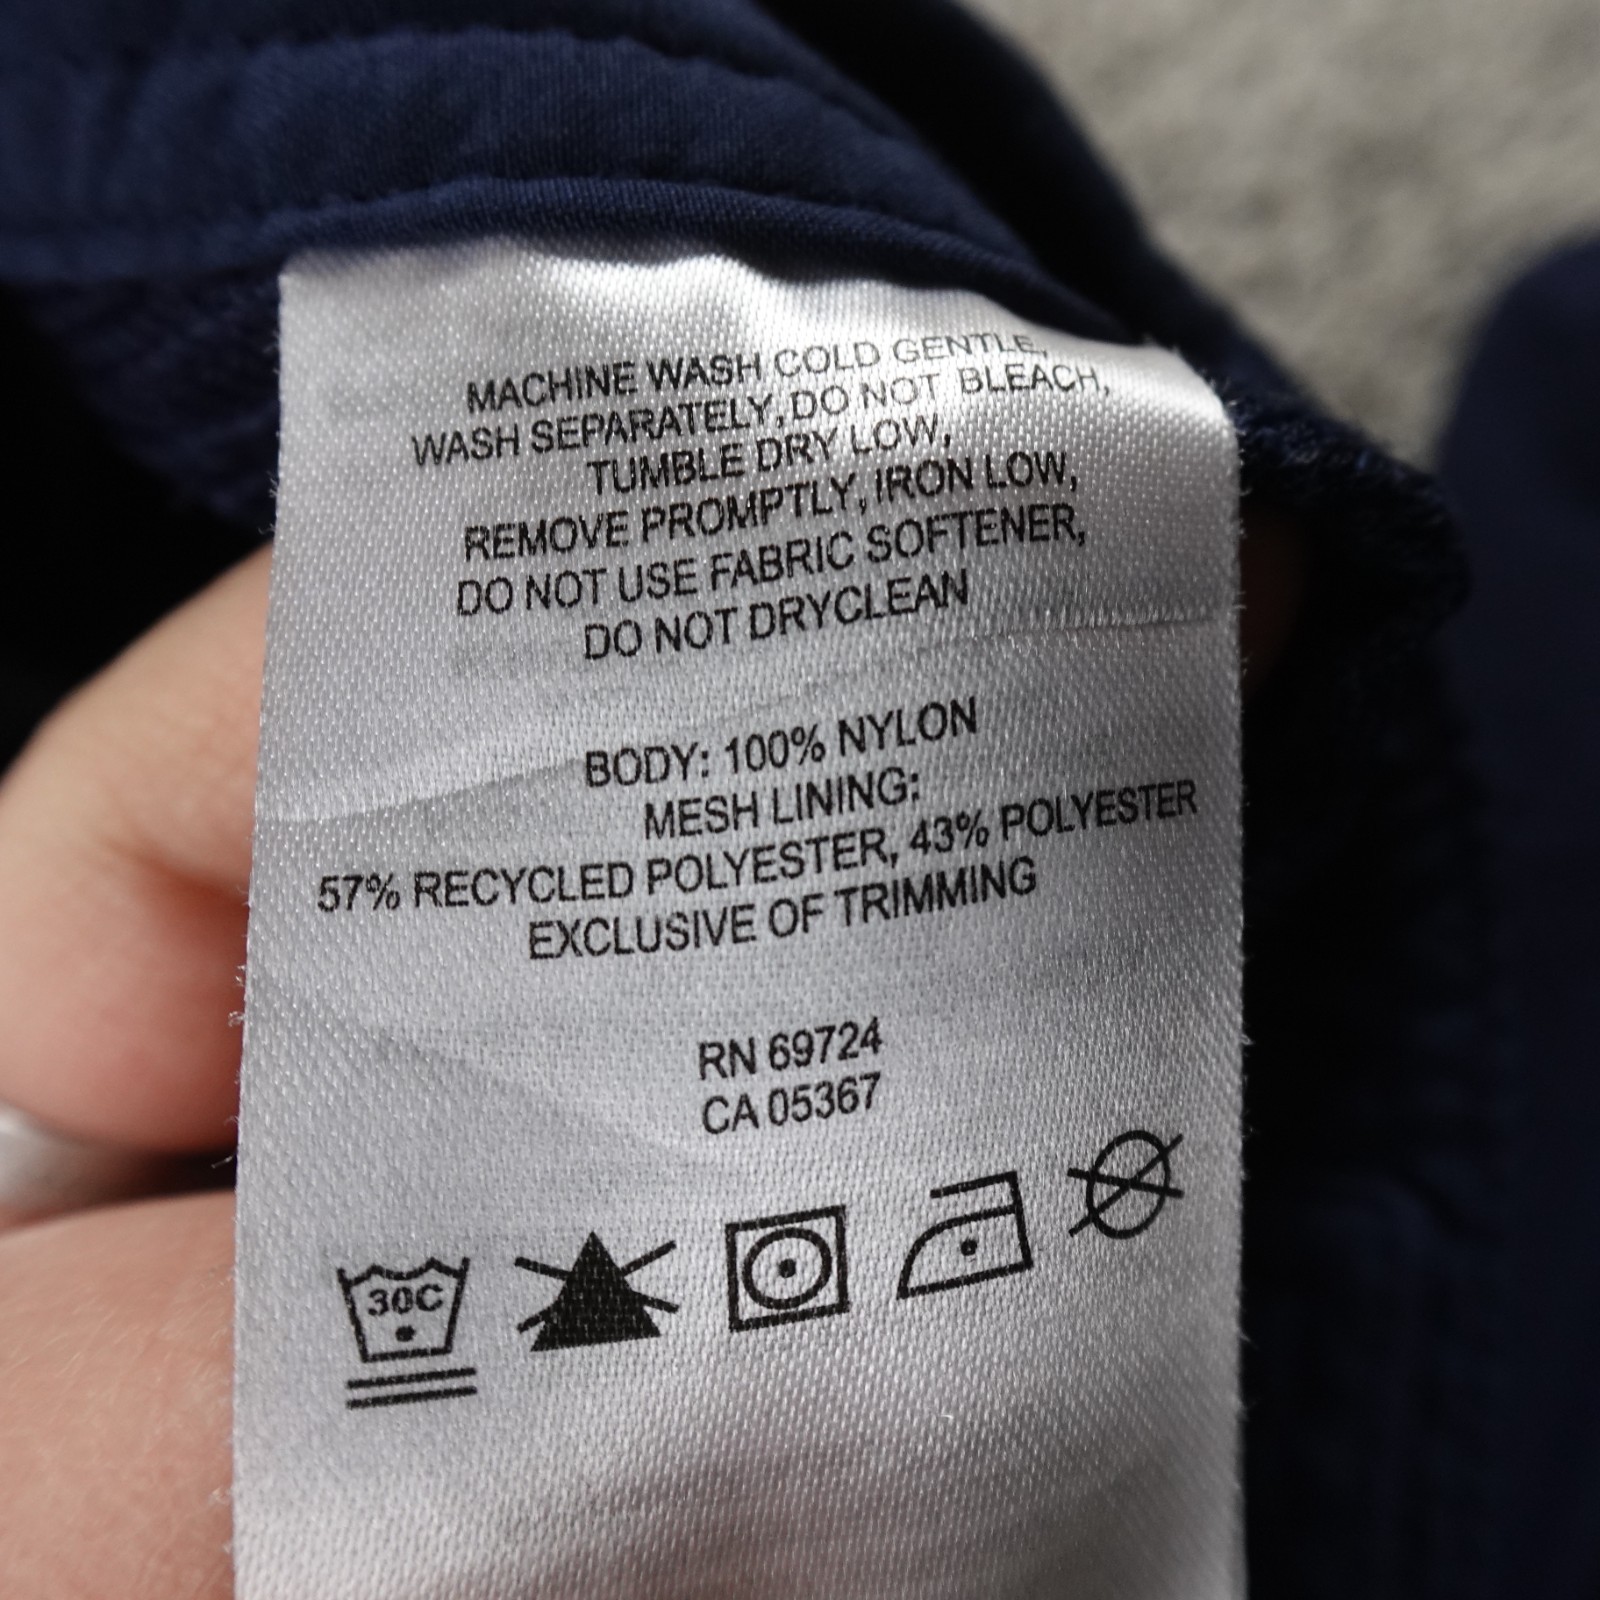 MACHINE WASH COLD GENTLE,
WASH SEPARATELY, DO NOT BLEACH,
TUMBLE DRY LOW,
REMOVE PROMPTLY, IRON LOW,
DO NOT USE FABRIC SOFTENER,
DO NOT DRYCLEAN
BODY: 100% NYLON
MESH LINING:
57% RECYCLED POLYESTER, 43% POLYESTER
EXCLUSIVE OF TRIMMING
RN 69724
CA 05367
30C